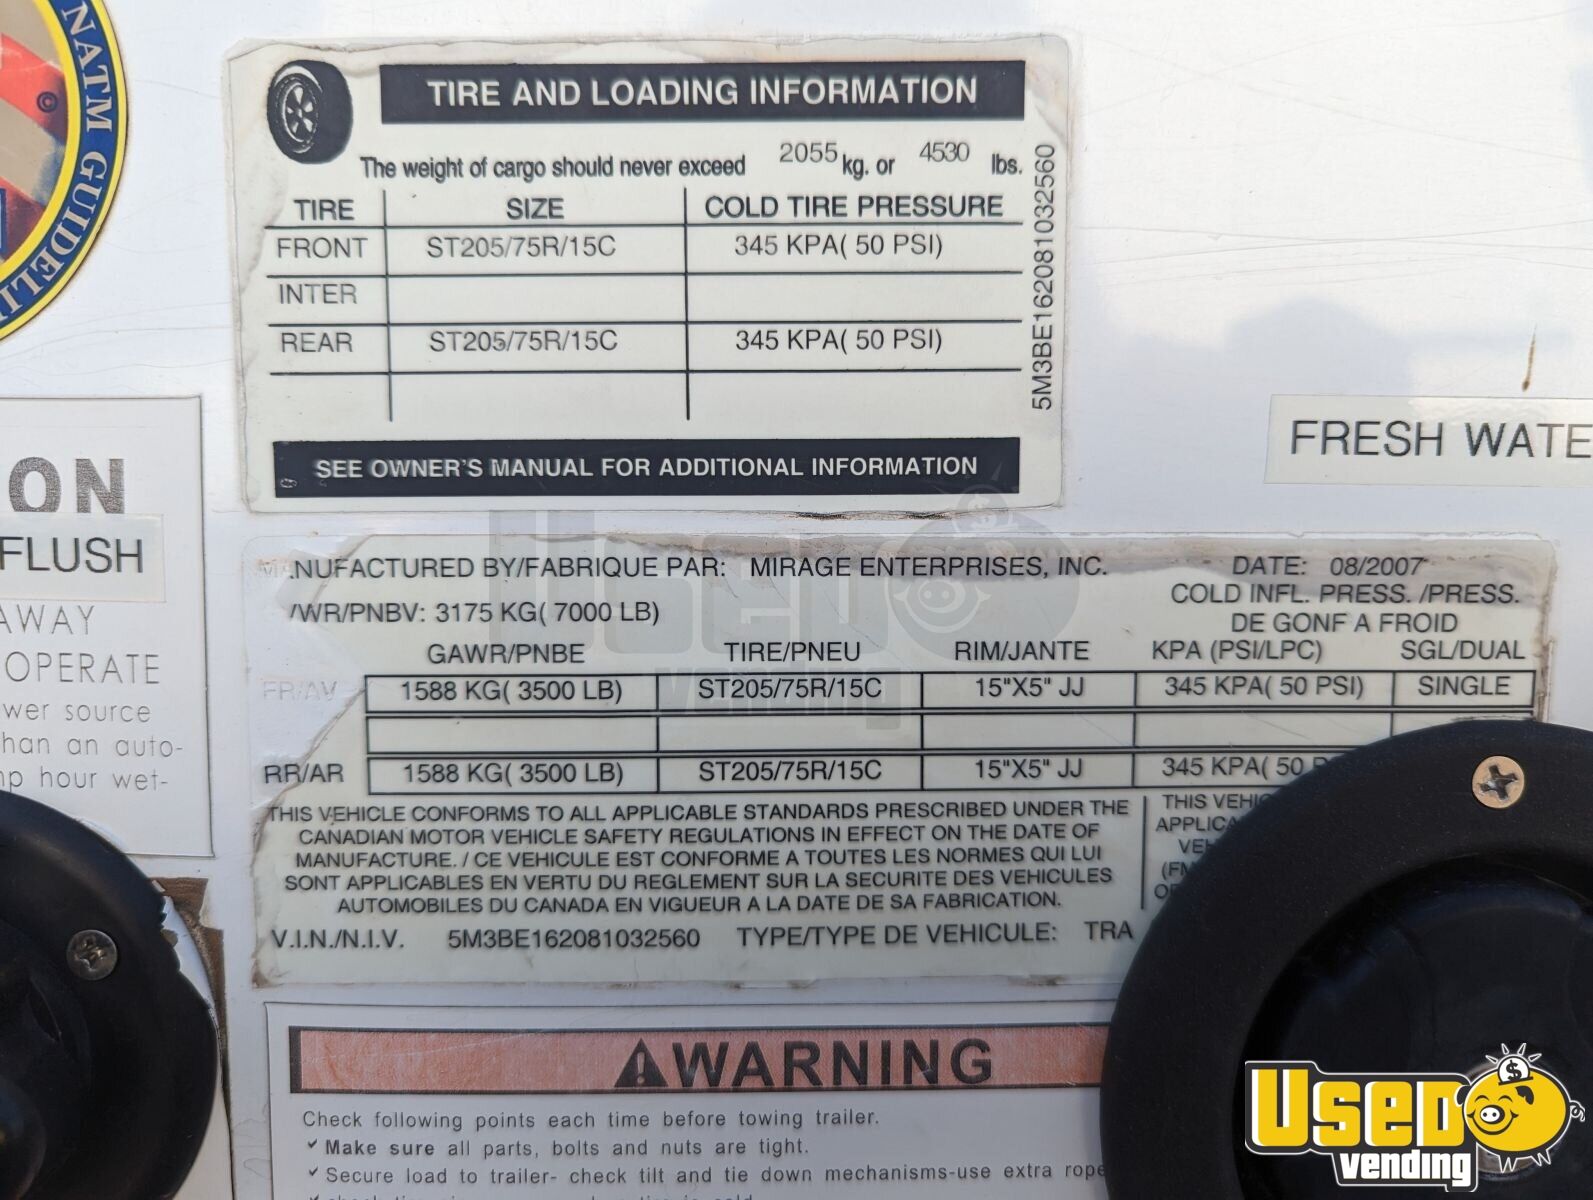 NATM GUIDELI
©
TIRE AND LOADING INFORMATION
The weight of cargo should never exceed 2055 kg. or 4530 lbs.
TIRE SIZE COLD TIRE PRESSURE
FRONT ST205/75R/15C 345 KPA( 50 PSI)
INTER
REAR ST205/75R/15C 345 KPA( 50 PSI)
SEE OWNER'S MANUAL FOR ADDITIONAL INFORMATION
5M3BE162081032560
FRESH WATE
ON
FLUSH
AWAY
OPERATE
wer source
han an auto-
mp hour wet-
MANUFACTURED BY/FABRIQUE PAR: MIRAGE ENTERPRISES, INC. DATE: 08/2007
/WR/PNBV: 3175 KG( 7000 LB) COLD INFL. PRESS. /PRESS.
DE GONF A FROID
GAWR/PNBE TIRE/PNEU RIM/JANTE KPA (PSI/LPC) SGL/DUAL
FR/AV 1588 KG( 3500 LB) ST205/75R/15C 15"X5" JJ 345 KPA( 50 PSI) SINGLE
RR/AR 1588 KG( 3500 LB) ST205/75R/15C 15"X5" JJ 345 KPA( 50 P
THIS VEHICLE CONFORMS TO ALL APPLICABLE STANDARDS PRESCRIBED UNDER THE
CANADIAN MOTOR VEHICLE SAFETY REGULATIONS IN EFFECT ON THE DATE OF
MANUFACTURE. / CE VEHICULE EST CONFORME A TOUTES LES NORMES QUI LUI
SONT APPLICABLES EN VERTU DU REGLEMENT SUR LA SECURITE DES VEHICULES
AUTOMOBILES DU CANADA EN VIGUEUR A LA DATE DE SA FABRICATION.
THIS VEHIC
APPLICA
VEH
(FM
OF
V.I.N./N.I.V. 5M3BE162081032560 TYPE/TYPE DE VEHICULE: TRA
WARNING
Check following points each time before towing trailer.
✓ Make sure all parts, bolts and nuts are tight.
✓ Secure load to trailer- check tilt and tie down mechanisms-use extra rope
USED vending
USED vending